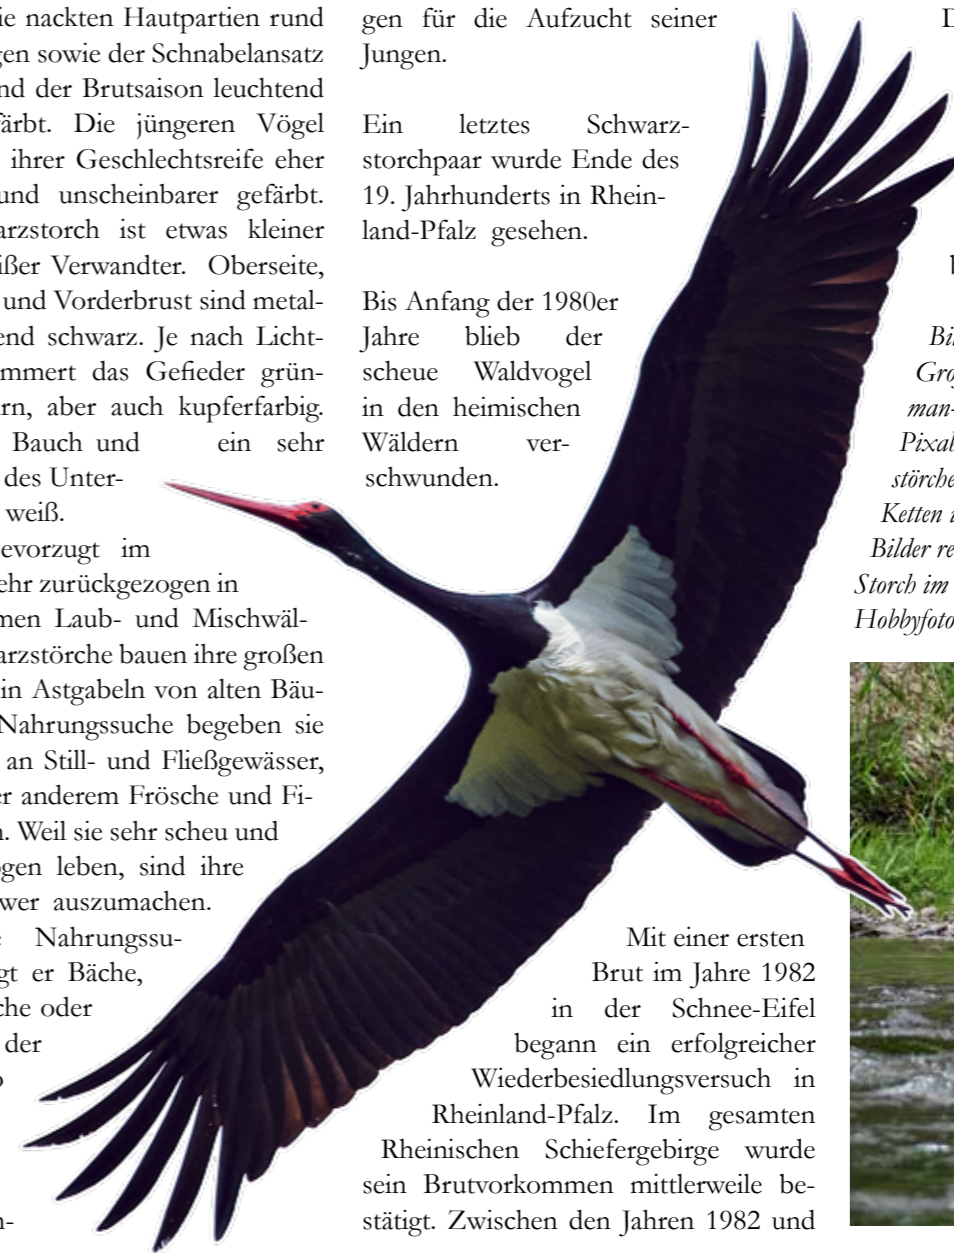 ie nackten Hautpartien rund
gen sowie der Schnabelansatz
nd der Brutsaison leuchtend
färbt. Die jüngeren Vögel
ihrer Geschlechtsreife eher
und unscheinbarer gefärbt.
arzstorch ist etwas kleiner
ißer Verwandter. Oberseite,
und Vorderbrust sind metal-
end schwarz. Je nach Licht-
mmert das Gefieder grün-
rn, aber auch kupferfarbig.
Bauch und ein sehr
des Unter-
weiß.
evorzugt im
ehr zurückgezogen in
men Laub- und Mischwäl-
arzstörche bauen ihre großen
in Astgabeln von alten Bäu-
Nahrungssuche begeben sie
an Still- und Fließgewässer,
er anderem Frösche und Fi-
n. Weil sie sehr scheu und
ogen leben, sind ihre
wer auszumachen.
e Nahrungssu-
gt er Bäche,
che oder
der
n-
gen für die Aufzucht seiner
Jungen.
Ein letztes Schwarz-
storchpaar wurde Ende des
19. Jahrhunderts in Rhein-
land-Pfalz gesehen.
Bis Anfang der 1980er
Jahre blieb der
scheue Waldvogel
in den heimischen
Wäldern ver-
schwunden.
Mit einer ersten
Brut im Jahre 1982
in der Schnee-Eifel
begann ein erfolgreicher
Wiederbesiedlungsversuch in
Rheinland-Pfalz. Im gesamten
Rheinischen Schiefergebirge wurde
sein Brutvorkommen mittlerweile be-
stätigt. Zwischen den Jahren 1982 und
D
b
Bil
Gro
man-
Pixab
störche
Ketten i
Bilder re
Storch im
Hobbyfoto